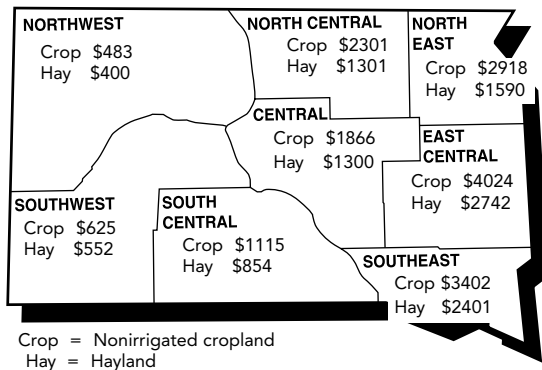 NORTHWEST
Crop $483
Hay $400
NORTH CENTRAL
Crop $2301
Hay $1301
NORTH
EAST
Crop $2918
Hay $1590
CENTRAL
Crop $1866
Hay $1300
EAST
CENTRAL
Crop $4024
Hay $2742
SOUTHWEST
Crop $625
Hay $552
SOUTH
CENTRAL
Crop $1115
Hay $854
SOUTHEAST
Crop $3402
Hay $2401
Crop = Nonirrigated cropland
Hay = Hayland